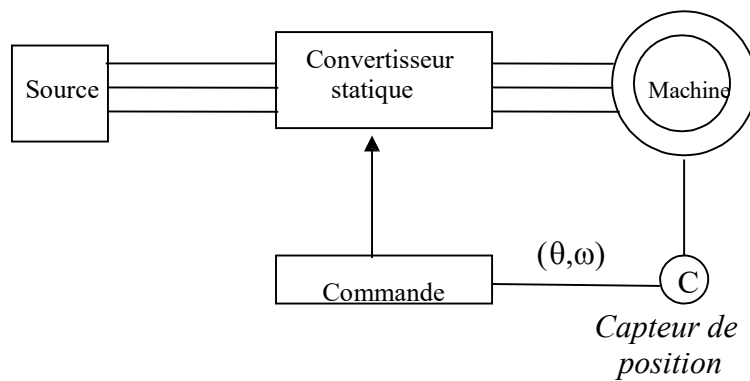 Source
Convertisseur
statique
Machine
(θ,ω)
Commande
C
Capteur de
position